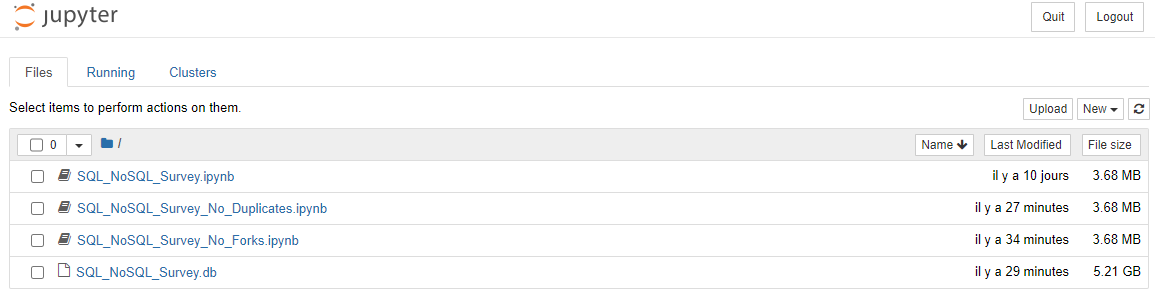 jupyter Quit Logout
Files Running Clusters
Select items to perform actions on them. Upload New
0 / Name Last Modified File size
SQL_NoSQL_Survey.ipynb il y a 10 jours 3.68 MB
SQL_NoSQL_Survey_No_Duplicates.ipynb il y a 27 minutes 3.68 MB
SQL_NoSQL_Survey_No_Forks.ipynb il y a 34 minutes 3.68 MB
SQL_NoSQL_Survey.db il y a 29 minutes 5.21 GB